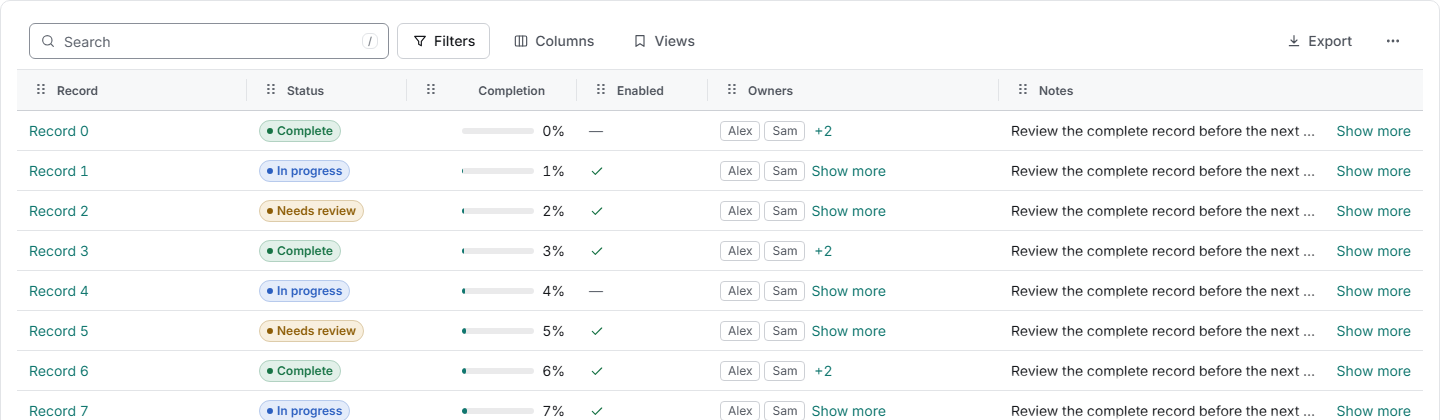 Search / Filters Columns Views Export
Record Status Completion Enabled Owners Notes
Record 0 Complete 0% — Alex Sam +2 Review the complete record before the next ... Show more
Record 1 In progress 1% Alex Sam Show more Review the complete record before the next ... Show more
Record 2 Needs review 2% Alex Sam Show more Review the complete record before the next ... Show more
Record 3 Complete 3% Alex Sam +2 Review the complete record before the next ... Show more
Record 4 In progress 4% — Alex Sam Show more Review the complete record before the next ... Show more
Record 5 Needs review 5% Alex Sam Show more Review the complete record before the next ... Show more
Record 6 Complete 6% Alex Sam +2 Review the complete record before the next ... Show more
Record 7 In progress 7% Alex Sam Show more Review the complete record before the next ... Show more